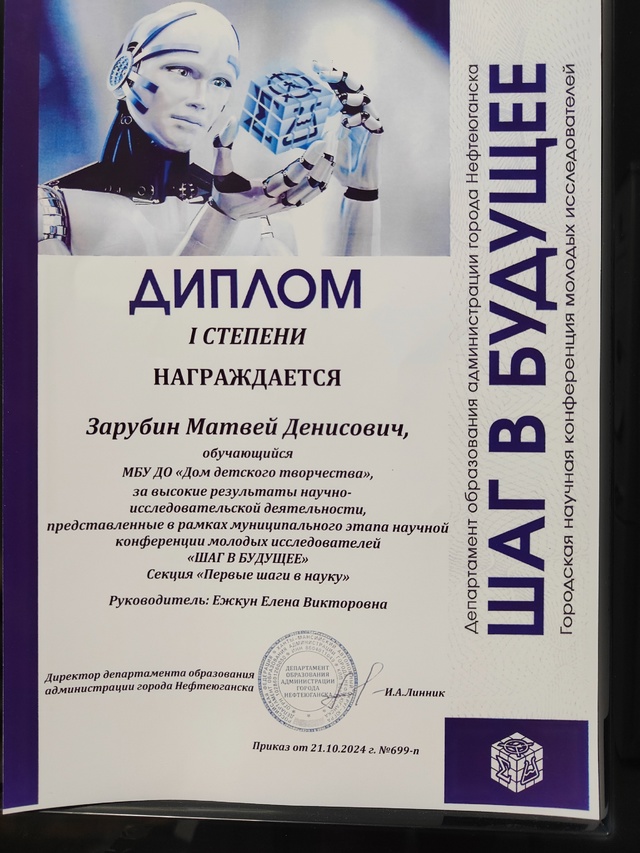 ДИПЛОМ
I СТЕПЕНИ
НАГРАЖДАЕТСЯ
Зарубин Матвей Денисович,
обучающийся
МБУ ДО «Дом детского творчества»,
за высокие результаты научно-
исследовательской деятельности,
представленные в рамках муниципального этапа научной
конференции молодых исследователей
«ШАГ В БУДУЩЕЕ»
Секция «Первые шаги в науку»
Руководитель: Ежкун Елена Викторовна
Директор департамента образования
администрации города Нефтеюганска
ДЕПАРТАМЕНТ
ОБРАЗОВАНИЯ
АДМИНИСТРАЦИИ
ГОРОДА
НЕФТЕЮГАНСКА
И.А.Линник
Приказ от 21.10.2024 г. №699-п
Департамент образования администрации города Нефтеюганска
ШАГ В БУДУЩЕЕ
Городская научная конференция молодых исследователей